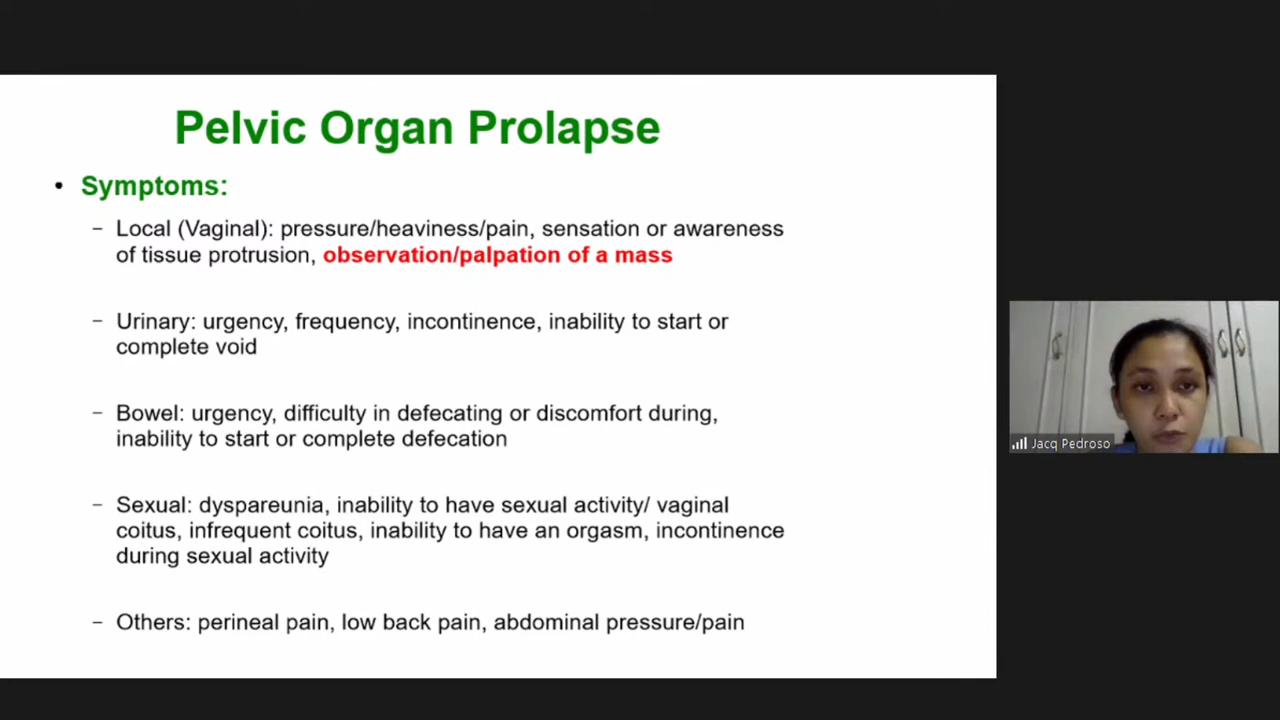 Pelvic Organ Prolapse
• Symptoms:
– Local (Vaginal): pressure/heaviness/pain, sensation or awareness
of tissue protrusion, observation/palpation of a mass
– Urinary: urgency, frequency, incontinence, inability to start or
complete void
– Bowel: urgency, difficulty in defecating or discomfort during,
inability to start or complete defecation
– Sexual: dyspareunia, inability to have sexual activity/ vaginal
coitus, infrequent coitus, inability to have an orgasm, incontinence
during sexual activity
– Others: perineal pain, low back pain, abdominal pressure/pain
Jacq Pedroso